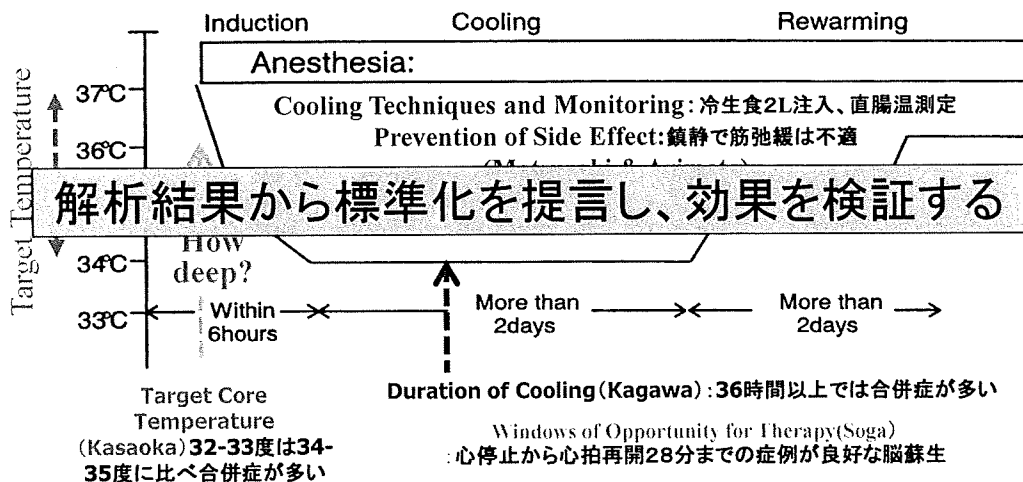 Induction Cooling Rewarming
Anesthesia:
37℃
Cooling Techniques and Monitoring：冷生食2L注入、直腸温測定
Prevention of Side Effect:鎮静で筋弛緩は不適
36℃
Target Temperature
解析結果から標準化を提言し、効果を検証する
How
deep?
34℃
33℃
Within
6hours
More than
2days
More than
2days
Duration of Cooling(Kagawa)：36時間以上では合併症が多い
Target Core
Temperature
(Kasaoka)32-33度は34-
35度に比べ合併症が多い
Windows of Opportunity for Therapy(Soga)
：心停止から心拍再開28分までの症例が良好な脳蘇生